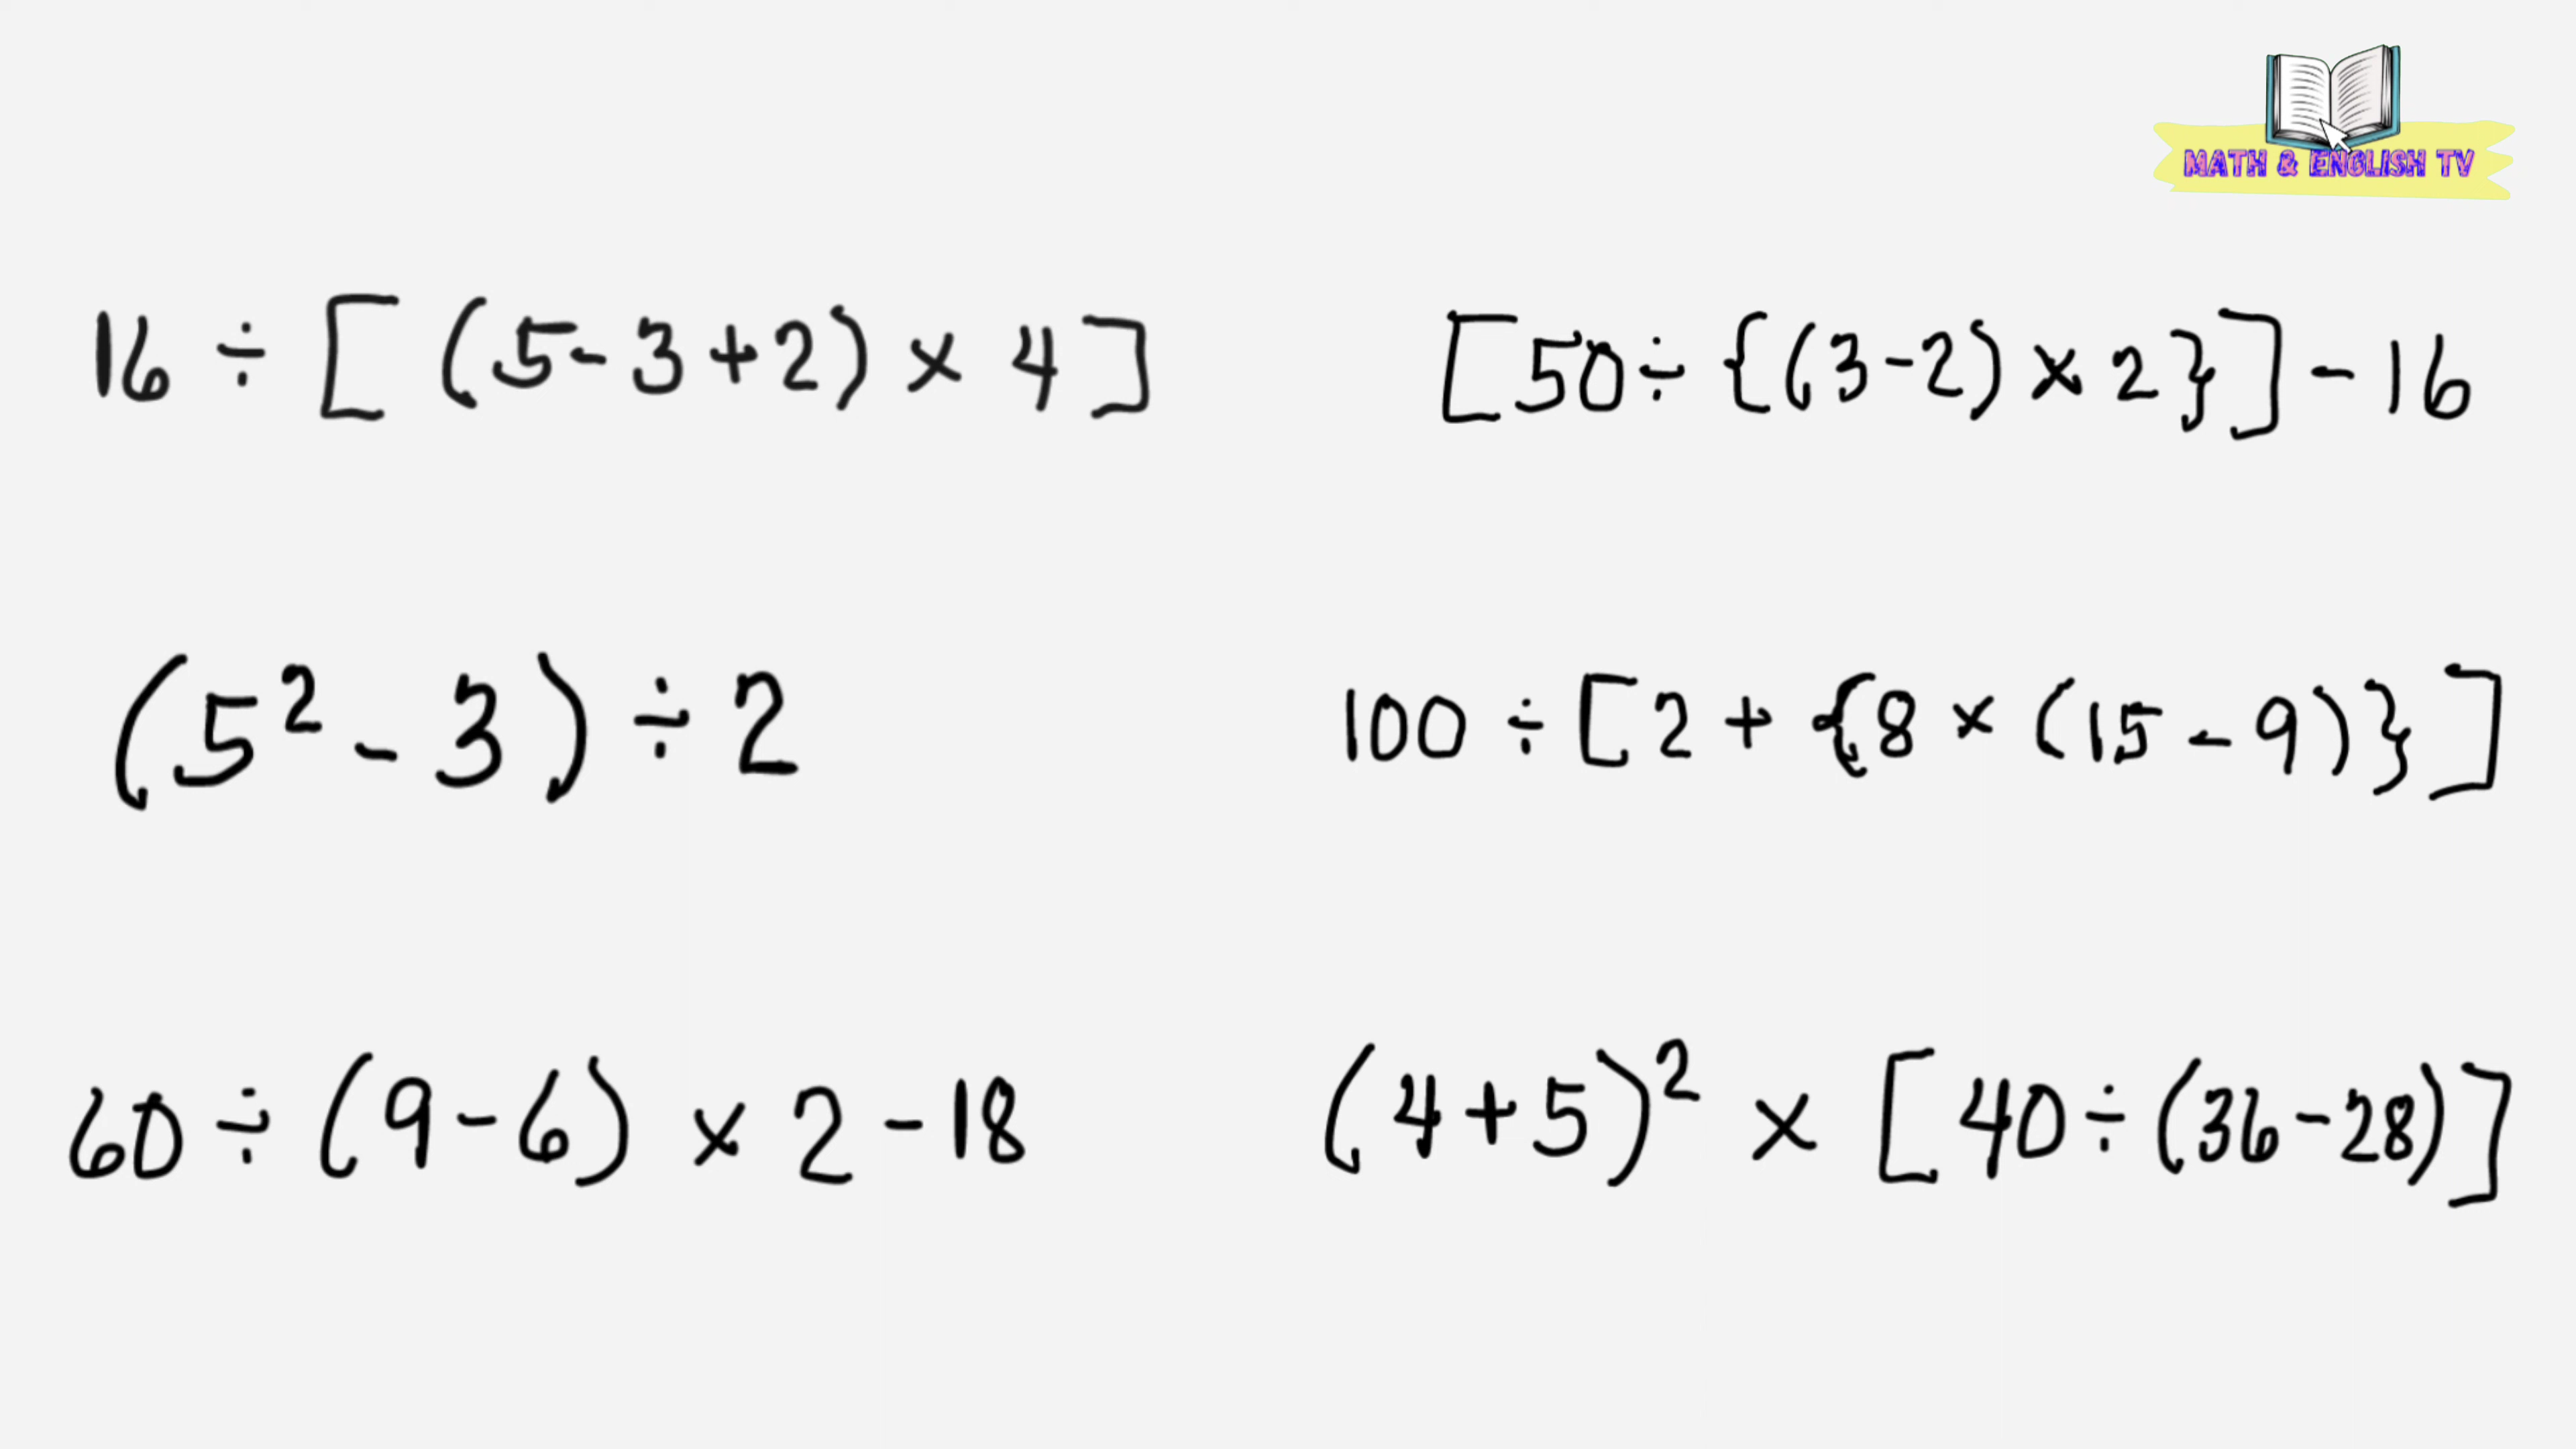 MATH & ENGLISH TV
16 ÷ [ (5 - 3 + 2) × 4 ]
[50 ÷ {(3 - 2) × 2}] - 16
(5² - 3) ÷ 2
100 ÷ [2 + {8 × (15 - 9)}]
60 ÷ (9 - 6) × 2 - 18
(4 + 5)² × [40 ÷ (36 - 28)]